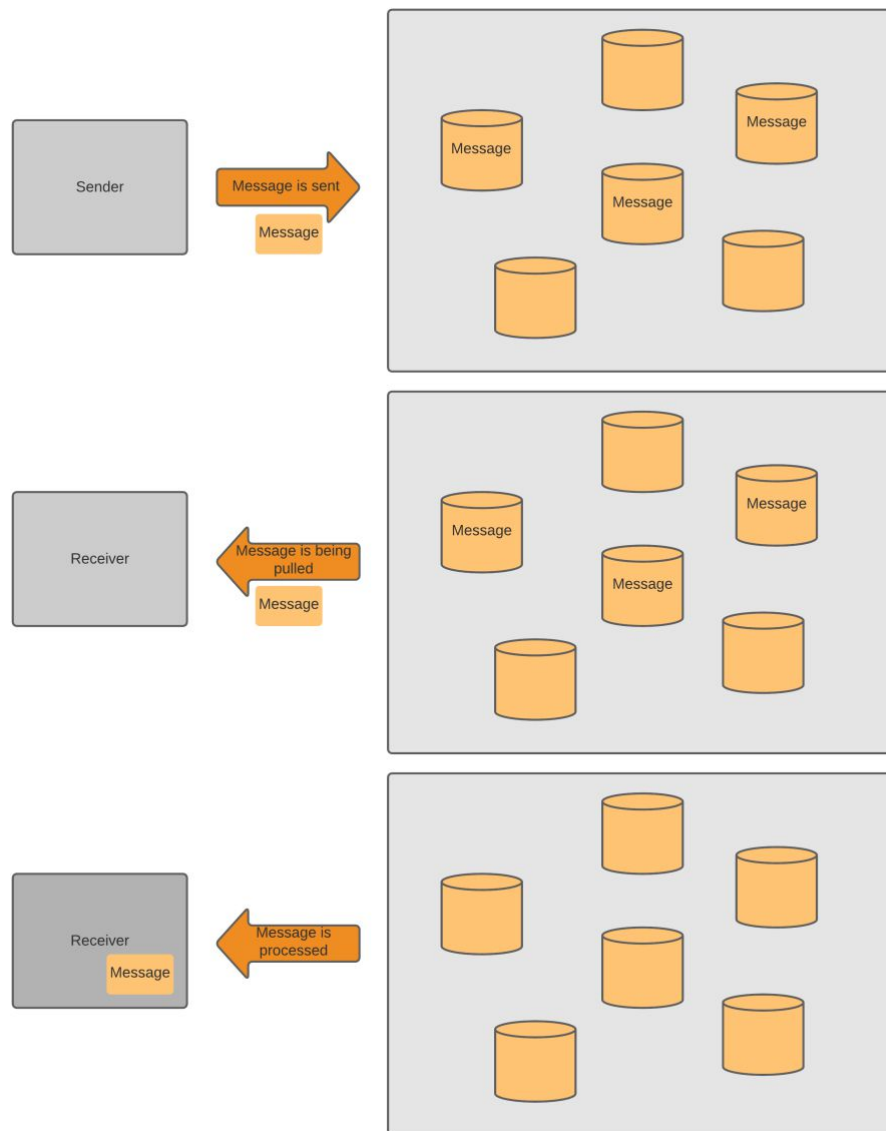 Message
Message
Sender
Message is sent
Message
Message
Message
Message
Receiver
Message is being
pulled
Message
Message
Receiver
Message is
processed
Message